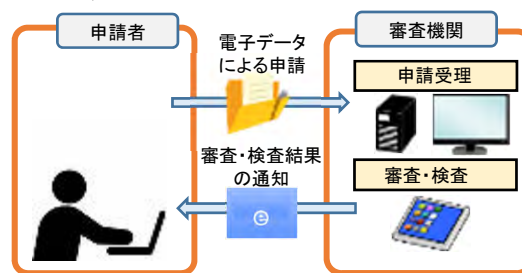 申請者
電子データ
による申請
審査機関
申請受理
審査・検査結果
の通知
審査・検査
e